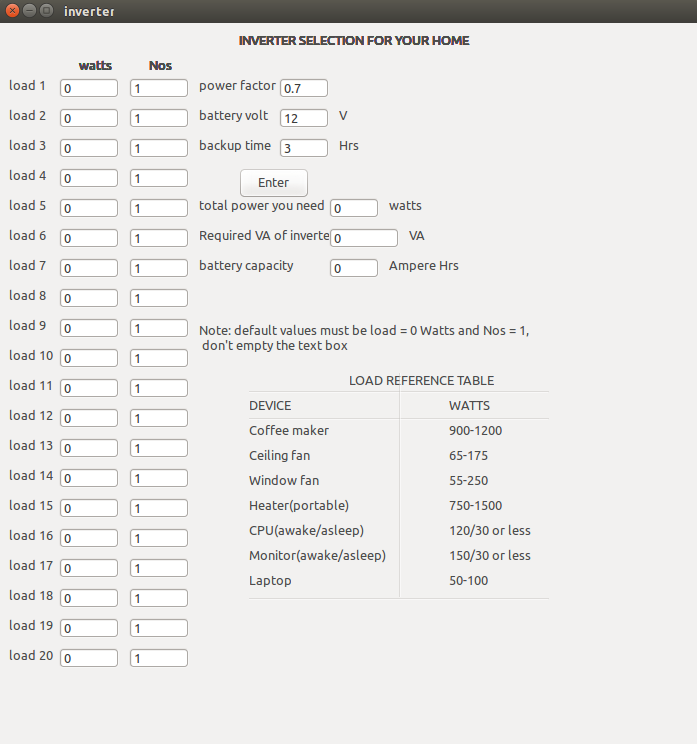 inverter
INVERTER SELECTION FOR YOUR HOME
watts Nos
load 1 0 1 power factor 0.7
load 2 0 1 battery volt 12 V
load 3 0 1 backup time 3 Hrs
load 4 0 1 Enter
load 5 0 1 total power you need 0 watts
load 6 0 1 Required VA of inverte 0 VA
load 7 0 1 battery capacity 0 Ampere Hrs
load 8 0 1
load 9 0 1 Note: default values must be load = 0 Watts and Nos = 1,
don't empty the text box
load 10 0 1
LOAD REFERENCE TABLE
load 11 0 1
DEVICE WATTS
load 12 0 1
Coffee maker 900-1200
load 13 0 1
Ceiling fan 65-175
load 14 0 1
Window fan 55-250
load 15 0 1
Heater(portable) 750-1500
load 16 0 1
CPU(awake/asleep) 120/30 or less
load 17 0 1
Monitor(awake/asleep) 150/30 or less
load 18 0 1
Laptop 50-100
load 19 0 1
load 20 0 1